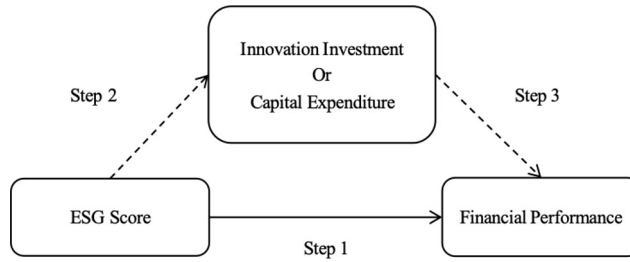 Innovation Investment
Or
Capital Expenditure
Step 2
Step 3
ESG Score
Financial Performance
Step 1